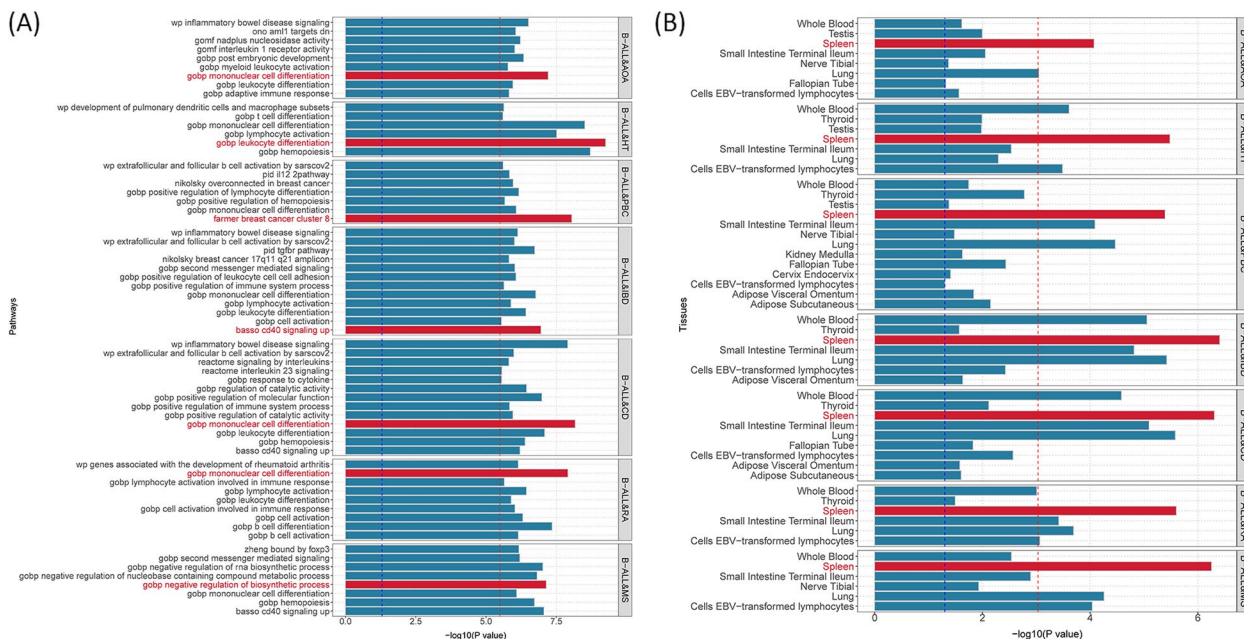 (A)
wp inflammatory bowel disease signaling
ono aml1 targets dn
gomf nadplus nucleosidase activity
gomf interleukin 1 receptor activity
gobp post embryonic development
gobp myeloid leukocyte activation
gobp mononuclear cell differentiation
gobp leukocyte differentiation
gobp adaptive immune response
B−ALL&AOA
wp development of pulmonary dendritic cells and macrophage subsets
gobp t cell differentiation
gobp mononuclear cell differentiation
gobp lymphocyte activation
gobp leukocyte differentiation
gobp hemopoiesis
B−ALL&HT
wp extrafollicular and follicular b cell activation by sarscov2
pid il12 2pathway
nikolsky overconnected in breast cancer
gobp positive regulation of lymphocyte differentiation
gobp positive regulation of hemopoiesis
gobp mononuclear cell differentiation
farmer breast cancer cluster 8
B−ALL&PBC
wp inflammatory bowel disease signaling
wp extrafollicular and follicular b cell activation by sarscov2
pid tgfbr pathway
nikolsky breast cancer 17q11 q21 amplicon
gobp second messenger mediated signaling
gobp positive regulation of leukocyte cell cell adhesion
gobp positive regulation of immune system process
gobp mononuclear cell differentiation
gobp lymphocyte activation
gobp leukocyte differentiation
gobp cell activation
basso cd40 signaling up
B−ALL&IBD
wp inflammatory bowel disease signaling
wp extrafollicular and follicular b cell activation by sarscov2
reactome signaling by interleukins
reactome interleukin 23 signaling
gobp response to cytokine
gobp regulation of catalytic activity
gobp positive regulation of molecular function
gobp positive regulation of immune system process
gobp positive regulation of catalytic activity
gobp mononuclear cell differentiation
gobp leukocyte differentiation
gobp hemopoiesis
basso cd40 signaling up
B−ALL&CD
wp genes associated with the development of rheumatoid arthritis
gobp mononuclear cell differentiation
gobp lymphocyte activation involved in immune response
gobp lymphocyte activation
gobp leukocyte differentiation
gobp cell activation involved in immune response
gobp cell activation
gobp b cell differentiation
gobp b cell activation
B−ALL&RA
zheng bound by foxp3
gobp second messenger mediated signaling
gobp negative regulation of rna biosynthetic process
gobp negative regulation of nucleobase containing compound metabolic process
gobp negative regulation of biosynthetic process
gobp mononuclear cell differentiation
gobp hemopoiesis
basso cd40 signaling up
B−ALL&MS
Pathways
0.0 2.5 5.0 7.5
−log10(P value)
(B)
Whole Blood
Testis
Spleen
Small Intestine Terminal Ileum
Nerve Tibial
Lung
Fallopian Tube
Cells EBV−transformed lymphocytes
Whole Blood
Thyroid
Testis
Spleen
Small Intestine Terminal Ileum
Lung
Cells EBV−transformed lymphocytes
Whole Blood
Thyroid
Testis
Spleen
Small Intestine Terminal Ileum
Nerve Tibial
Lung
Kidney Medulla
Fallopian Tube
Cervix Endocervix
Cells EBV−transformed lymphocytes
Adipose Visceral Omentum
Adipose Subcutaneous
Whole Blood
Thyroid
Spleen
Small Intestine Terminal Ileum
Lung
Cells EBV−transformed lymphocytes
Adipose Visceral Omentum
Whole Blood
Thyroid
Spleen
Small Intestine Terminal Ileum
Lung
Fallopian Tube
Cells EBV−transformed lymphocytes
Adipose Visceral Omentum
Adipose Subcutaneous
Whole Blood
Thyroid
Spleen
Small Intestine Terminal Ileum
Lung
Cells EBV−transformed lymphocytes
Whole Blood
Spleen
Small Intestine Terminal Ileum
Nerve Tibial
Lung
Cells EBV−transformed lymphocytes
Tissues
0 2 4 6
−log10(P value)